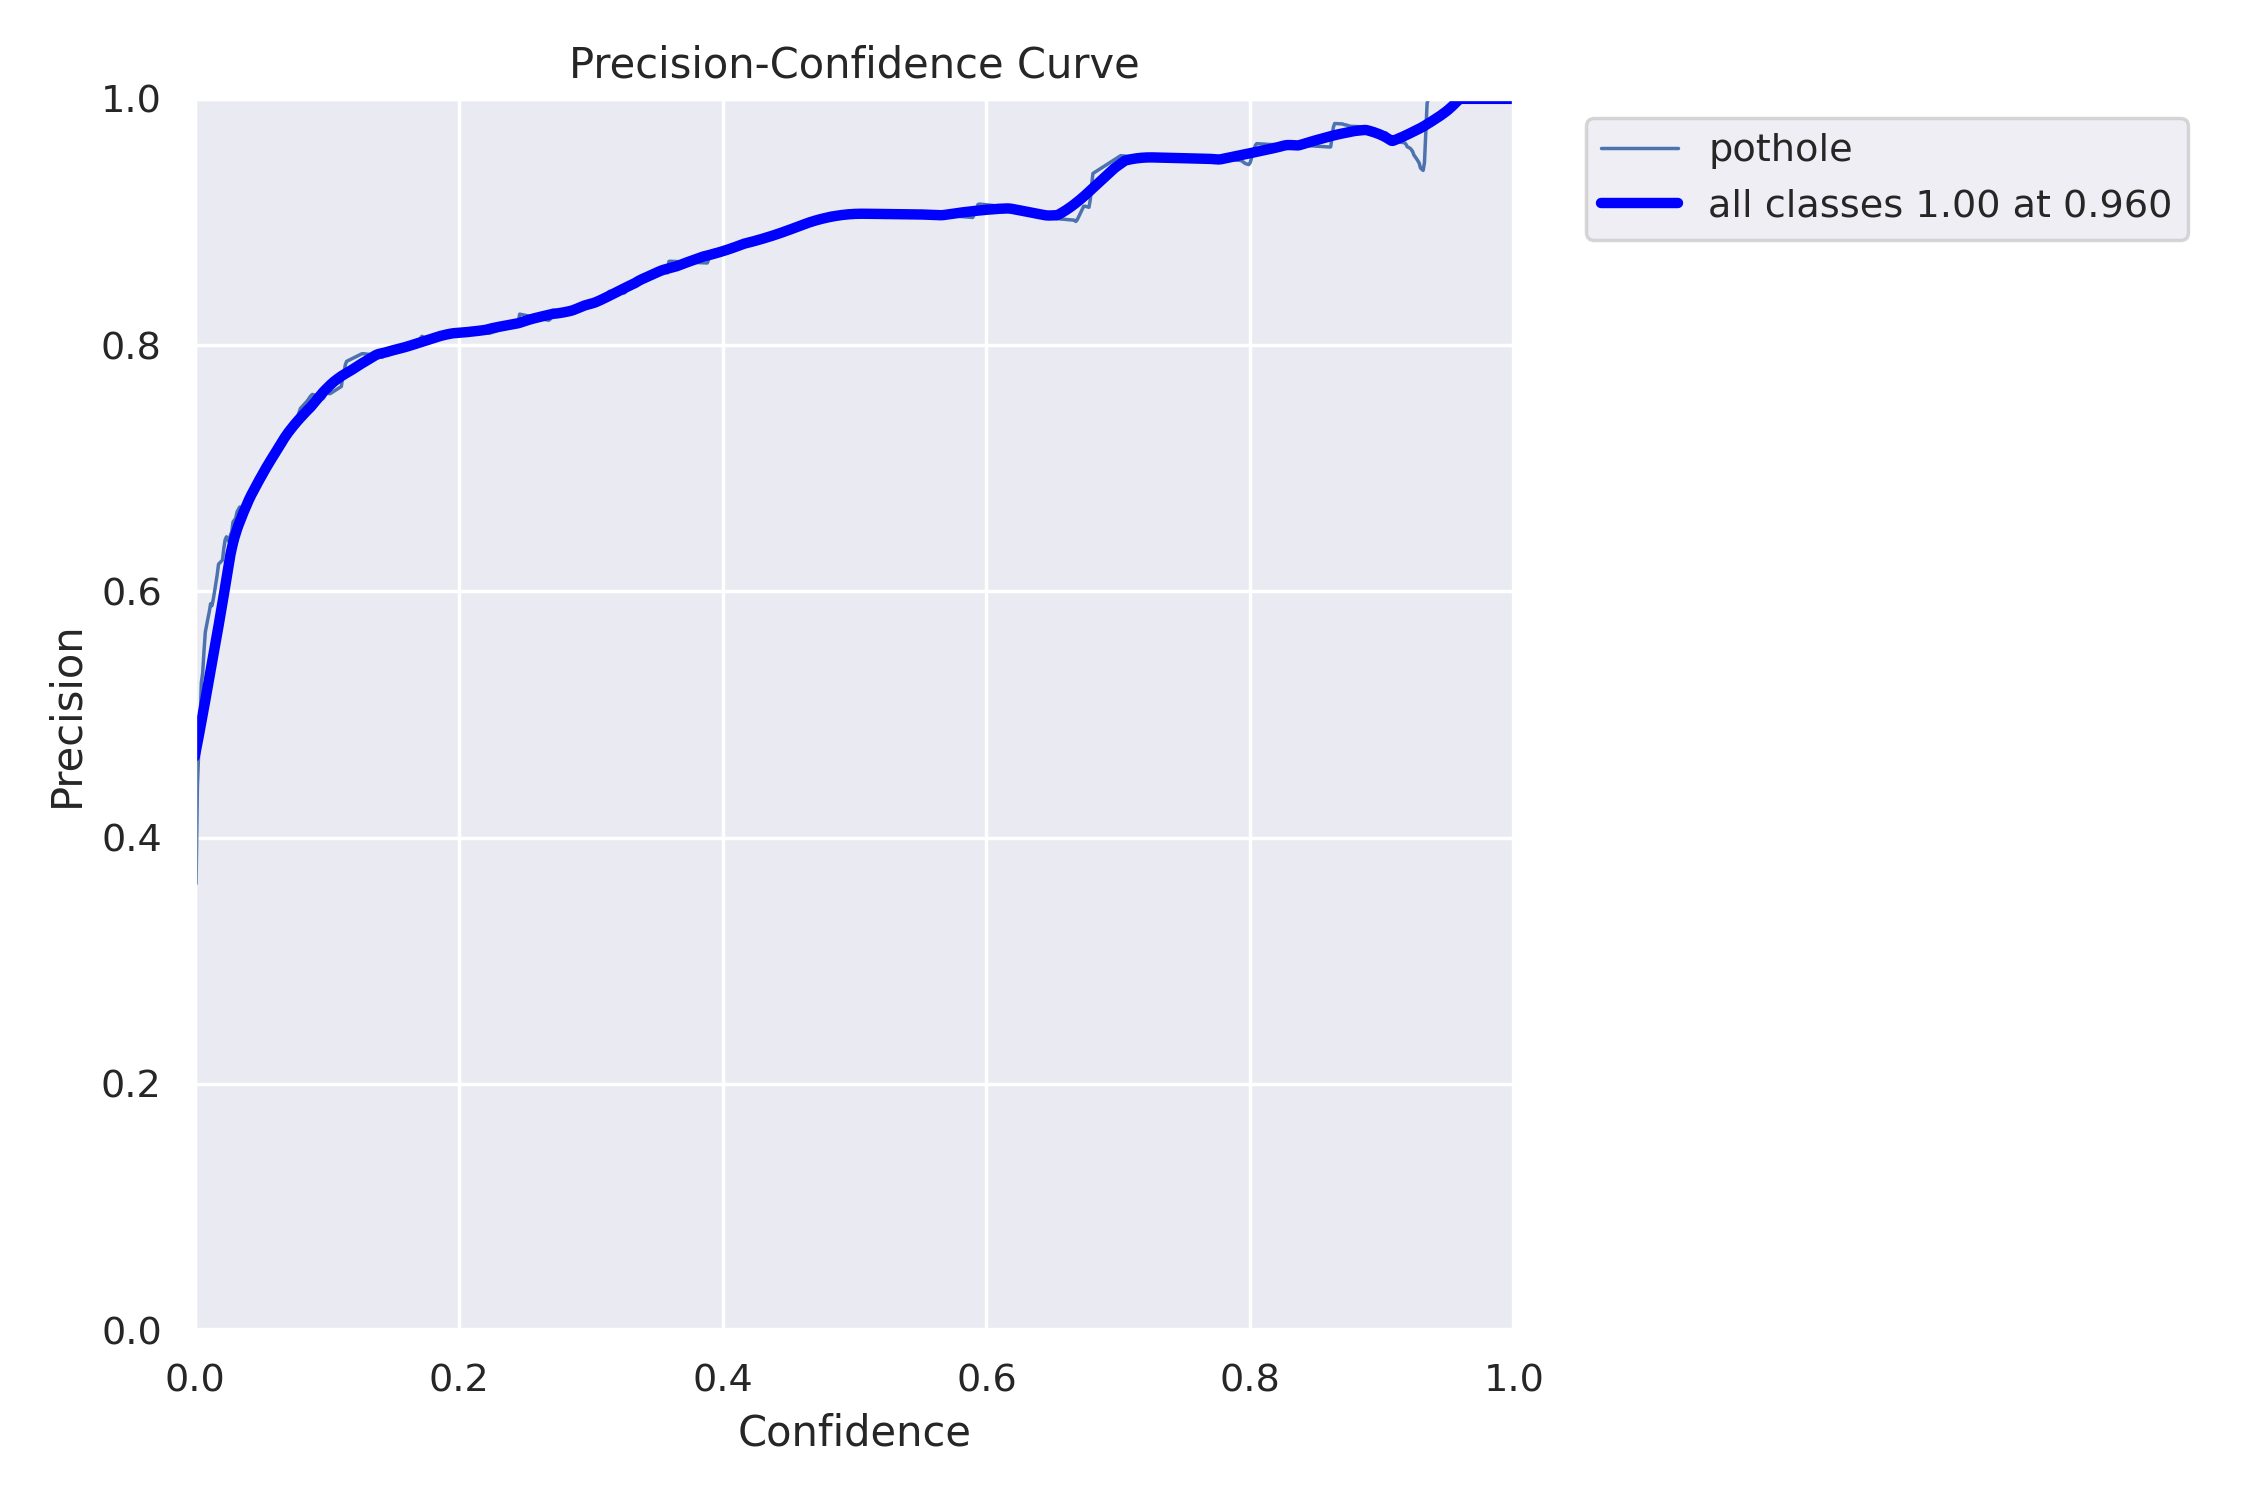 Precision-Confidence Curve
1.0
0.8
0.6
0.4
0.2
0.0
Precision
0.0 0.2 0.4 0.6 0.8 1.0
Confidence
pothole
all classes 1.00 at 0.960